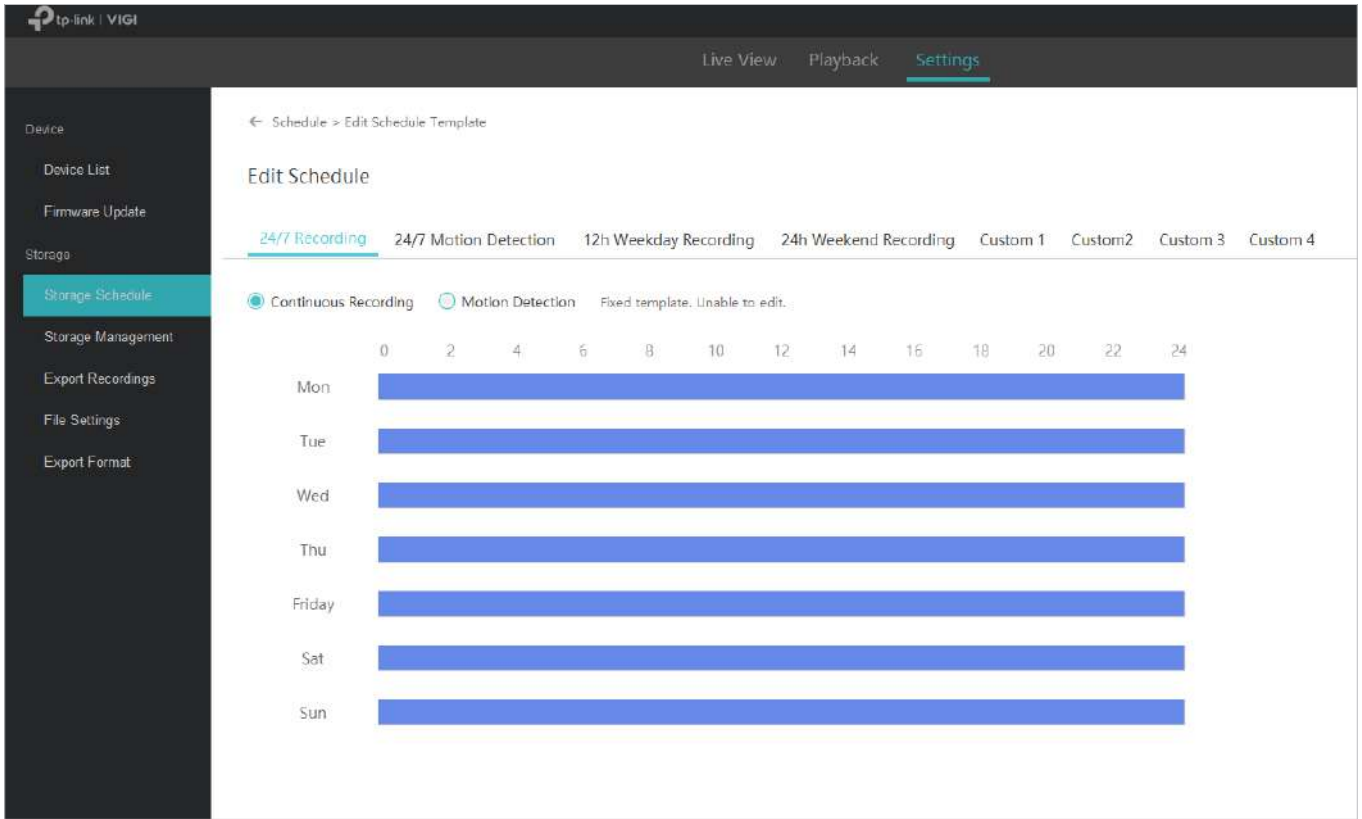 tp-link | VIGI
Live View Playback Settings
Device
Device List
Firmware Update
Storage
Storage Schedule
Storage Management
Export Recordings
File Settings
Export Format
← Schedule > Edit Schedule Template
Edit Schedule
24/7 Recording 24/7 Motion Detection 12h Weekday Recording 24h Weekend Recording Custom 1 Custom2 Custom 3 Custom 4
Continuous Recording Motion Detection Fixed template. Unable to edit.
0 2 4 6 8 10 12 14 16 18 20 22 24
Mon
Tue
Wed
Thu
Friday
Sat
Sun